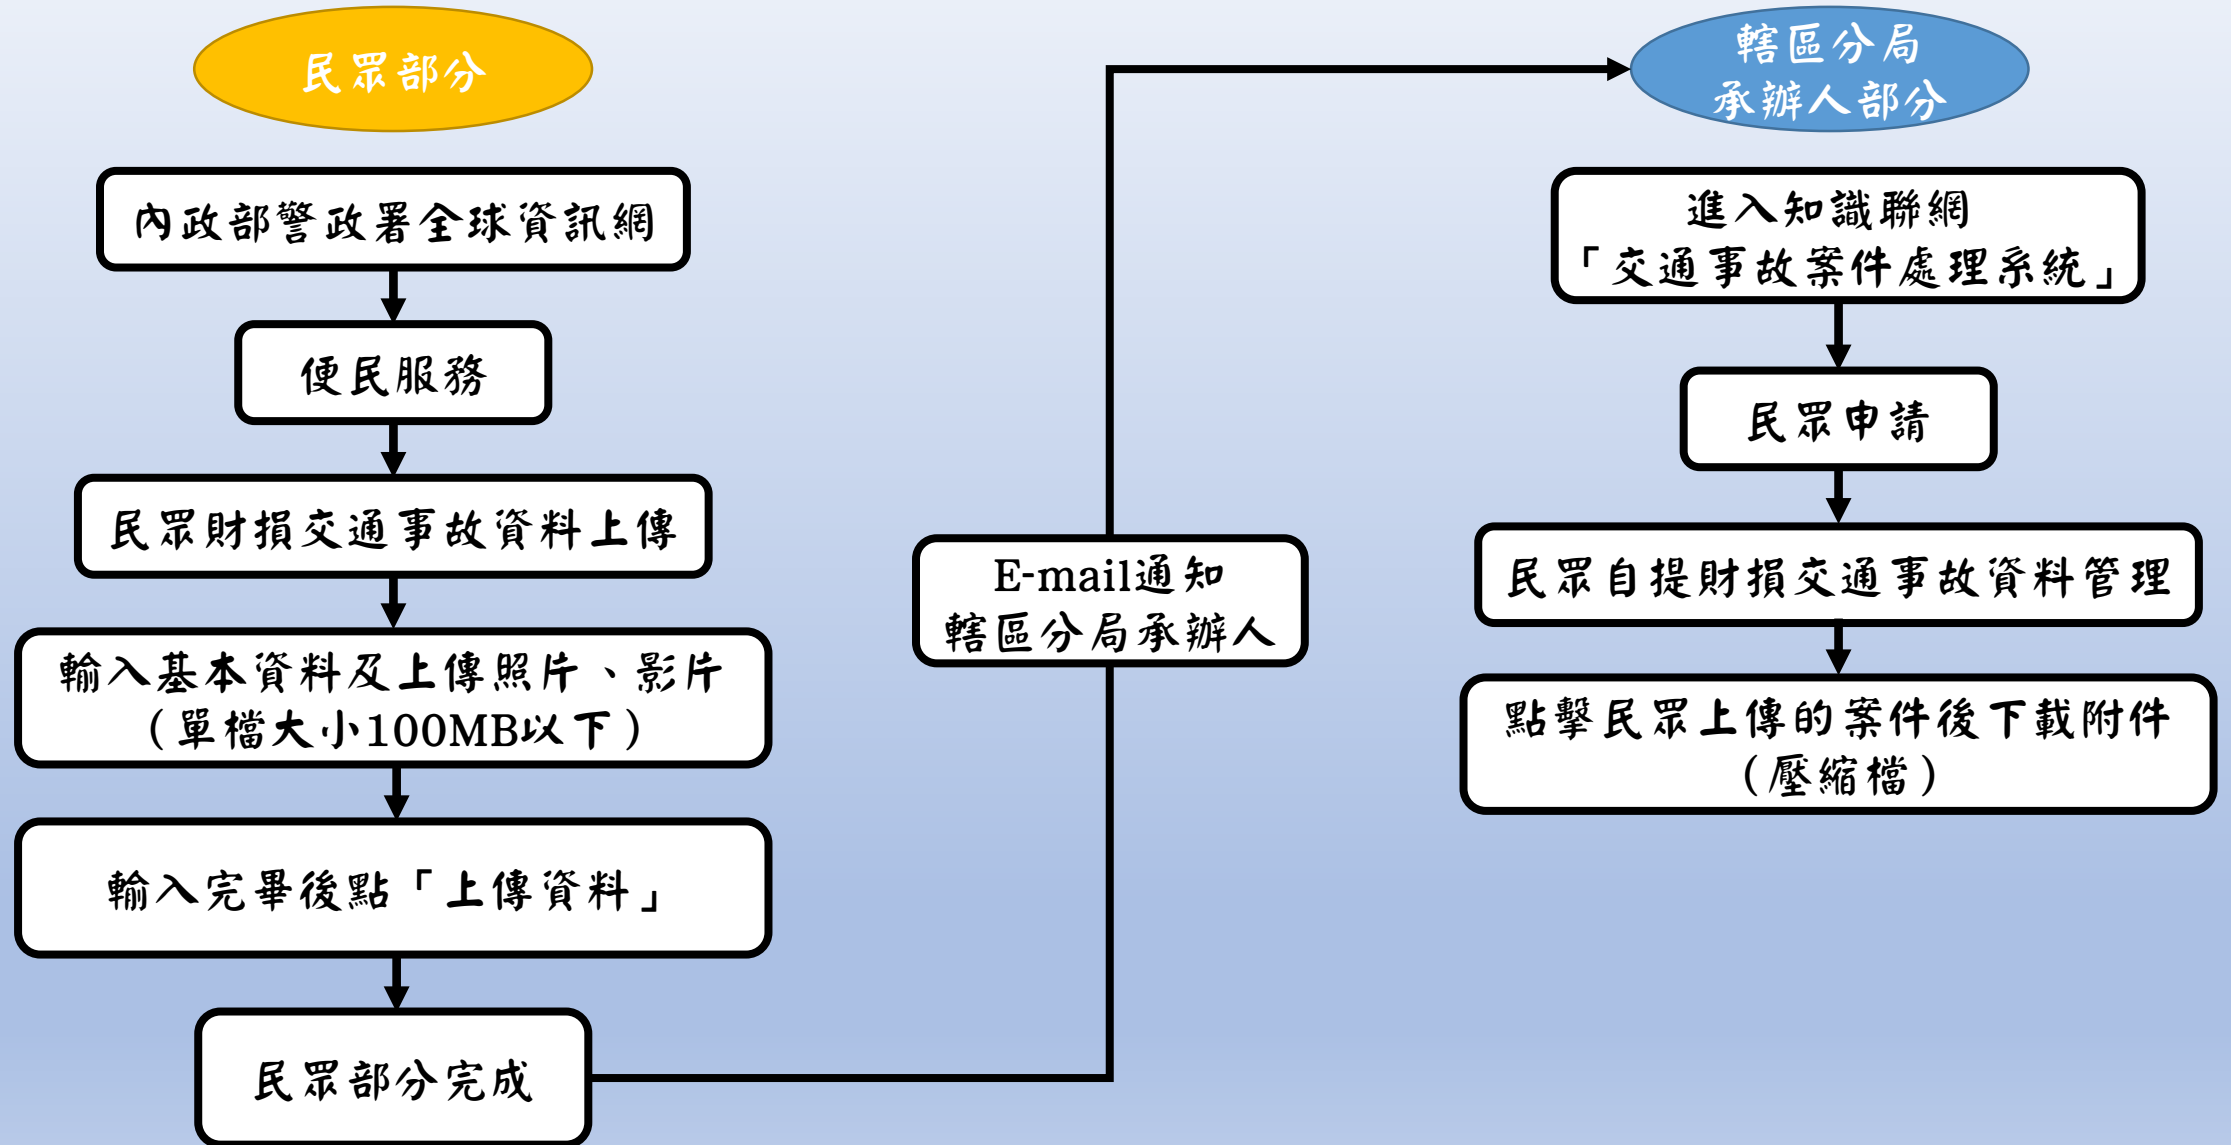 民眾部分
內政部警政署全球資訊網
便民服務
民眾財損交通事故資料上傳
輸入基本資料及上傳照片、影片
（單檔大小100MB以下）
輸入完畢後點「上傳資料」
民眾部分完成
E-mail通知
轄區分局承辦人
轄區分局
承辦人部分
進入知識聯網
「交通事故案件處理系統」
民眾申請
民眾自提財損交通事故資料管理
點擊民眾上傳的案件後下載附件
（壓縮檔）